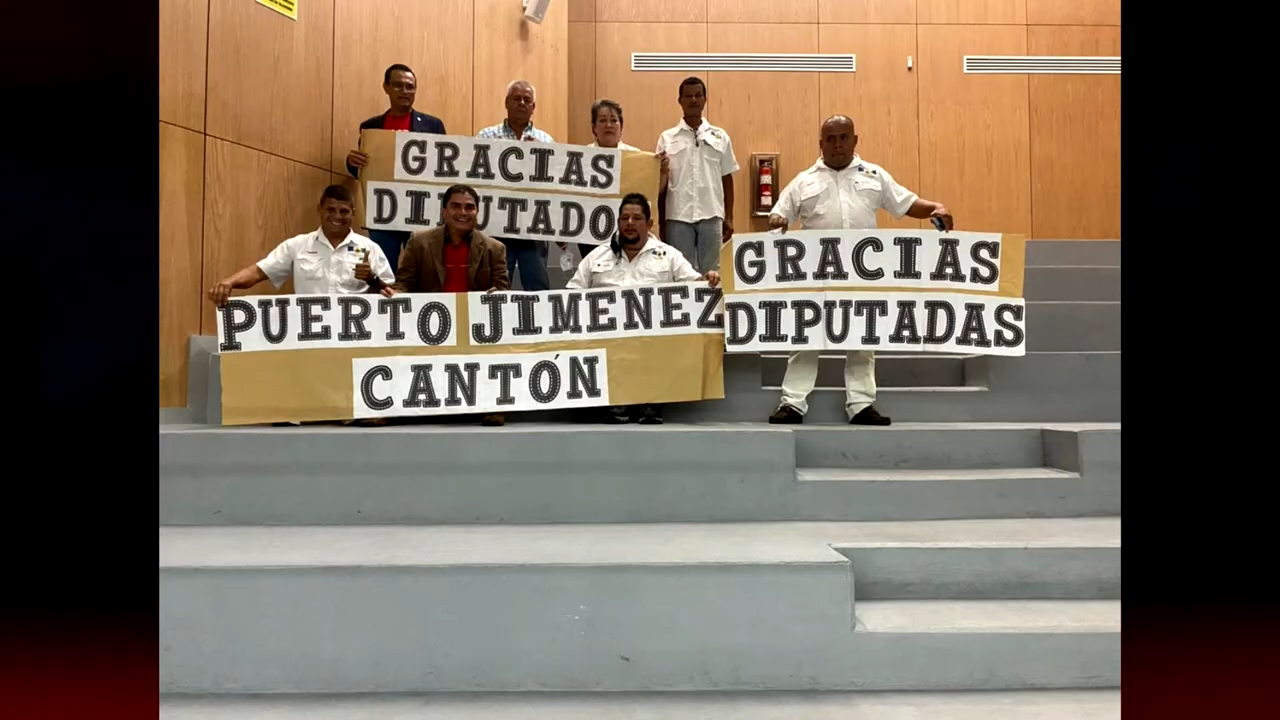 GRACIAS
DIPUTADO
PUERTO JIMENEZ
CANTÓN
GRACIAS
DIPUTADAS